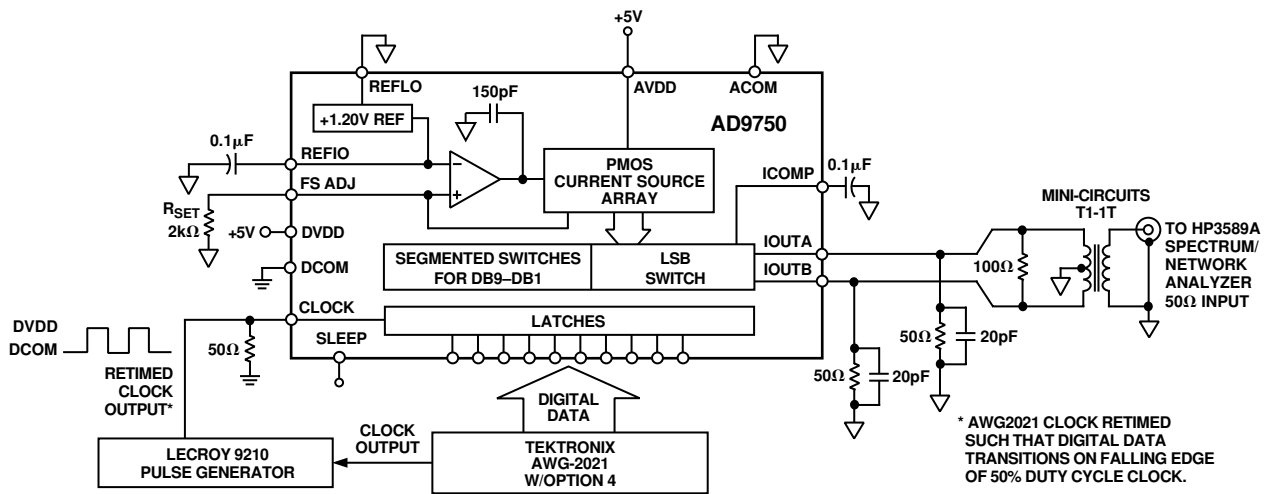 +5V
REFLO
AVDD
ACOM
150pF
+1.20V REF
AD9750
0.1µF
REFIO
PMOS
CURRENT SOURCE
ARRAY
ICOMP
0.1µF
FS ADJ
MINI-CIRCUITS
T1-1T
RSET
2kΩ
+5V
DVDD
TO HP3589A
SPECTRUM/
NETWORK
ANALYZER
50Ω INPUT
SEGMENTED SWITCHES
FOR DB9–DB1
LSB
SWITCH
IOUTA
IOUTB
100Ω
DCOM
CLOCK
LATCHES
DVDD
DCOM
50Ω
SLEEP
50Ω
20pF
50Ω
20pF
RETIMED
CLOCK
OUTPUT*
DIGITAL
DATA
CLOCK
OUTPUT
LECROY 9210
PULSE GENERATOR
TEKTRONIX
AWG-2021
W/OPTION 4
* AWG2021 CLOCK RETIMED
SUCH THAT DIGITAL DATA
TRANSITIONS ON FALLING EDGE
OF 50% DUTY CYCLE CLOCK.